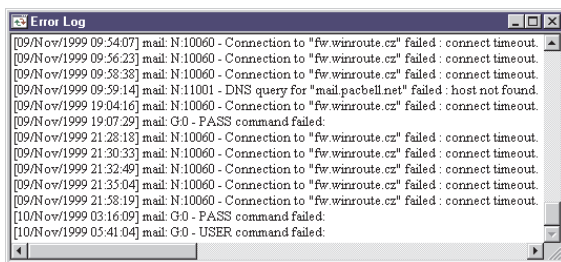 Error Log
[09/Nov/1999 09:54:07] mail: N:10060 - Connection to "fw.winroute.cz" failed : connect timeout.
[09/Nov/1999 09:56:23] mail: N:10060 - Connection to "fw.winroute.cz" failed : connect timeout.
[09/Nov/1999 09:58:38] mail: N:10060 - Connection to "fw.winroute.cz" failed : connect timeout.
[09/Nov/1999 09:59:14] mail: N:11001 - DNS query for "mail.pacbell.net" failed : host not found.
[09/Nov/1999 19:04:16] mail: N:10060 - Connection to "fw.winroute.cz" failed : connect timeout.
[09/Nov/1999 19:07:29] mail: G:0 - PASS command failed:
[09/Nov/1999 21:28:18] mail: N:10060 - Connection to "fw.winroute.cz" failed : connect timeout.
[09/Nov/1999 21:30:33] mail: N:10060 - Connection to "fw.winroute.cz" failed : connect timeout.
[09/Nov/1999 21:32:49] mail: N:10060 - Connection to "fw.winroute.cz" failed : connect timeout.
[09/Nov/1999 21:35:04] mail: N:10060 - Connection to "fw.winroute.cz" failed : connect timeout.
[09/Nov/1999 21:58:19] mail: N:10060 - Connection to "fw.winroute.cz" failed : connect timeout.
[10/Nov/1999 03:16:09] mail: G:0 - PASS command failed:
[10/Nov/1999 05:41:04] mail: G:0 - USER command failed: